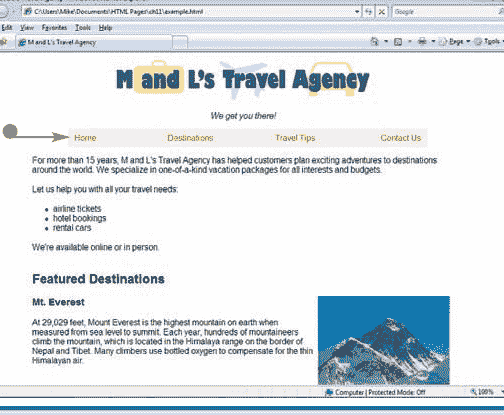 C:\Users\Mike\Documents\HTML Pages\ch11\example.html
Google
Edit View Favorites Tools Help
M and L's Travel Agency
Page Tools
M and L's Travel Agency
We get you there!
Home Destinations Travel Tips Contact Us
For more than 15 years, M and L's Travel Agency has helped customers plan exciting adventures to destinations
around the world. We specialize in one-of-a-kind vacation packages for all interests and budgets.
Let us help you with all your travel needs:
airline tickets
hotel bookings
rental cars
We're available online or in person.
Featured Destinations
Mt. Everest
At 29,029 feet, Mount Everest is the highest mountain on earth when
measured from sea level to summit. Each year, hundreds of mountaineers
climb the mountain, which is located in the Himalaya range on the border of
Nepal and Tibet. Many climbers use bottled oxygen to compensate for the thin
Himalayan air.
Computer | Protected Mode: Off
100%